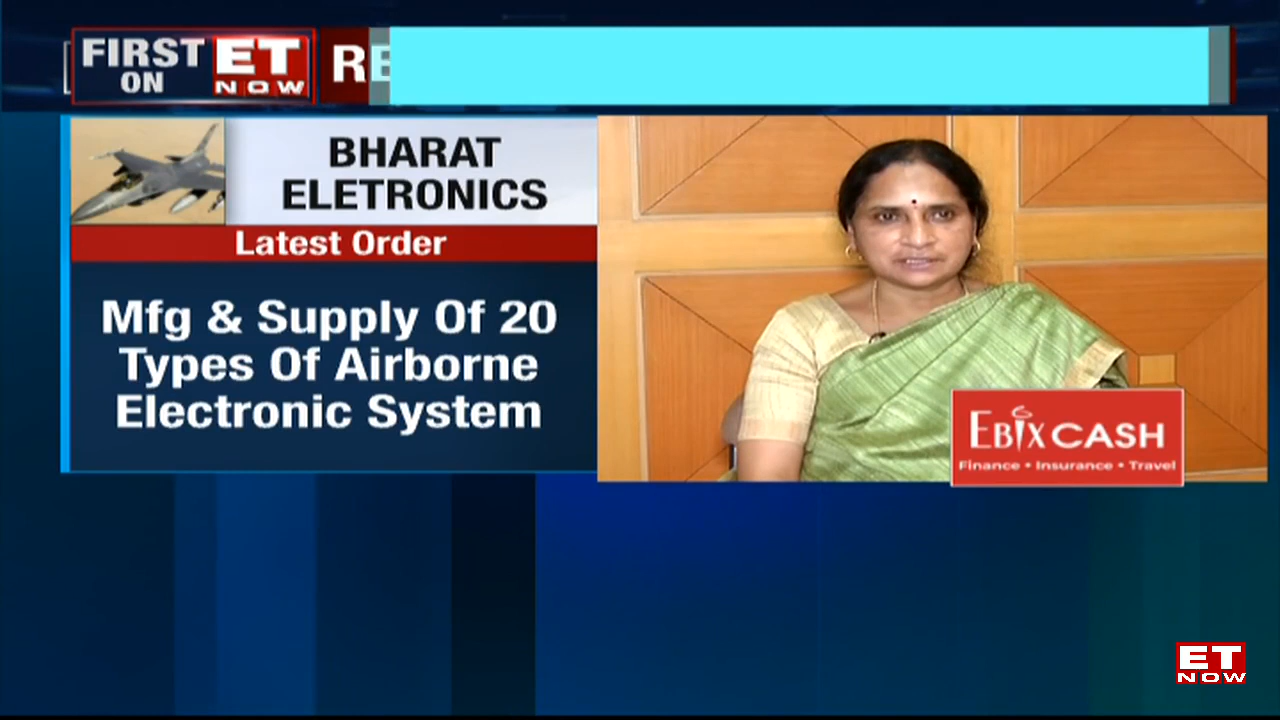 FIRST
ON
ET
NOW
BHARAT
ELETRONICS
Latest Order
Mfg & Supply Of 20
Types Of Airborne
Electronic System
EBIXCASH
Finance • Insurance • Travel
ET
NOW